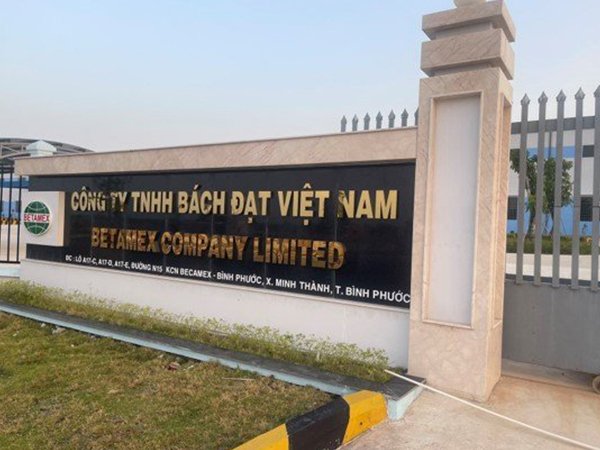 BETAMEX
CÔNG TY TNHH BÁCH ĐẠT VIỆT NAM
BETAMEX COMPANY LIMITED
ĐC : LÔ A17-C, A17-D, A17-E, ĐƯỜNG N15 KCN BECAMEX - BÌNH PHƯỚC, X. MINH THÀNH, T. BÌNH PHƯỚC